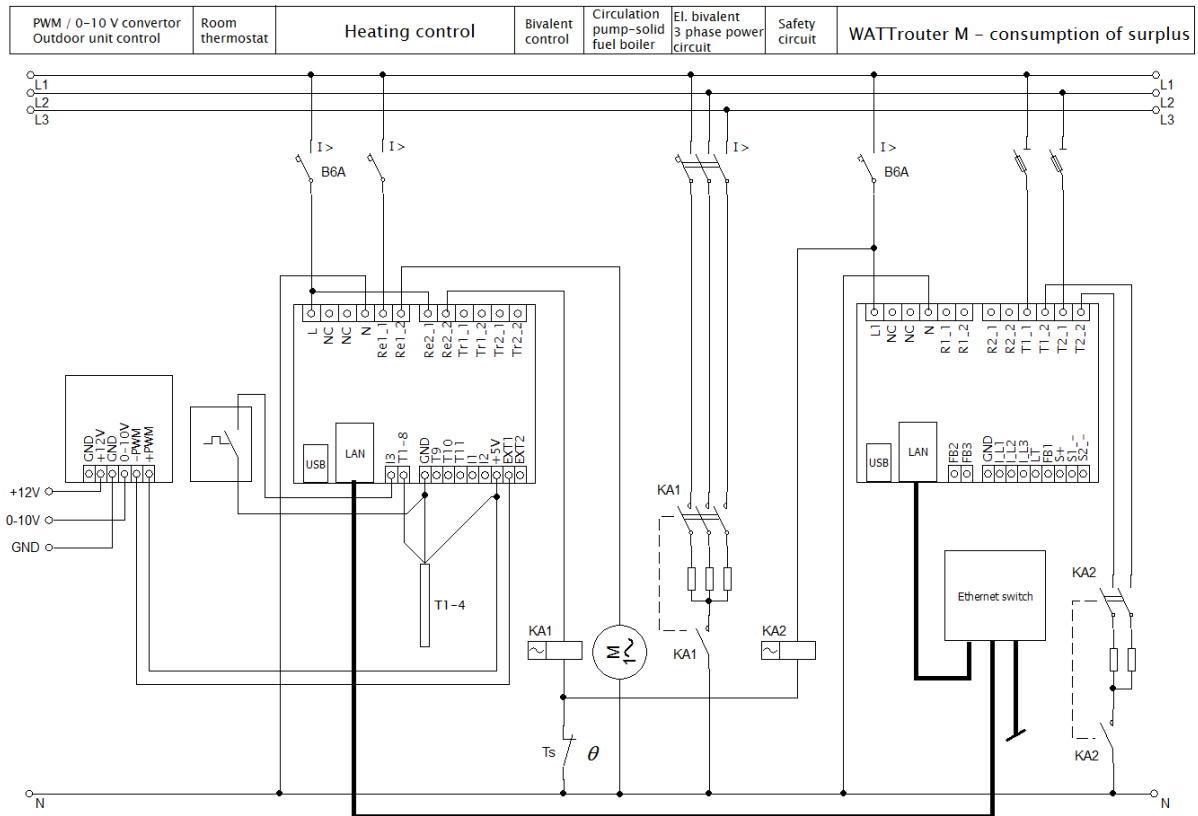 PWM / 0-10 V convertor
Outdoor unit control
Room
thermostat
Heating control
Bivalent
control
Circulation
pump-solid
fuel boiler
El. bivalent
3 phase power
circuit
Safety
circuit
WATTrouter M - consumption of surplus
L1
L2
L3
L1
L2
L3
I >
B6A
I >
I >
I >
B6A
L
NC
NC
N
Re1_1
Re1_2
Re2_1
Re2_2
Tr1_1
Tr1_2
Tr2_1
Tr2_2
L1
NC
NC
N
R1_1
R1_2
R2_1
R2_2
T1_1
T1_2
T2_1
T2_2
GND
+12V
GND
0-10V
-PWM
+PWM
USB
LAN
I3
T1-8
GND
T9
T10
T11
I1
I2
+5V
EXT1
EXT2
USB
LAN
FB2
FB3
GND
I_L1
I_L2
I_L3
LT
FB1
S+
S1_-
S2_-
+12V
0-10V
GND
KA1
T1-4
Ethernet switch
KA2
KA1
M
1~
KA1
KA2
Ts
θ
KA2
N
N